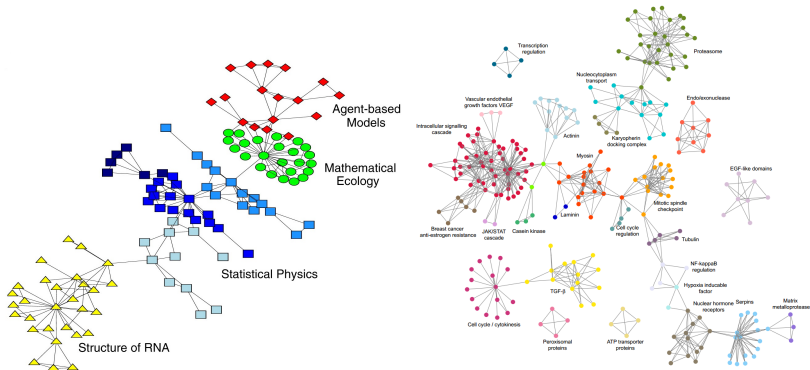 Agent-based
Models
Mathematical
Ecology
Statistical Physics
Structure of RNA
Transcription
regulation
Proteasome
Nucleocytoplasm
transport
Vascular endothelial
growth factors VEGF
Endo/exonuclease
Intracellular signalling
cascade
Actinin
Karyopherin
docking complex
Myosin
EGF-like domains
Mitotic spindle
checkpoint
Laminin
Breast cancer
anti-estrogen resistance
JAK/STAT
cascade
Casein kinase
Cell cycle
regulation
Tubulin
NF-kappaB
regulation
TGF-β
Hypoxia inducable
factor
Cell cycle / cytokinesis
Nuclear hormone
receptors
Serpins
Matrix
metalloprotease
Peroxisomal
proteins
ATP transporter
proteins